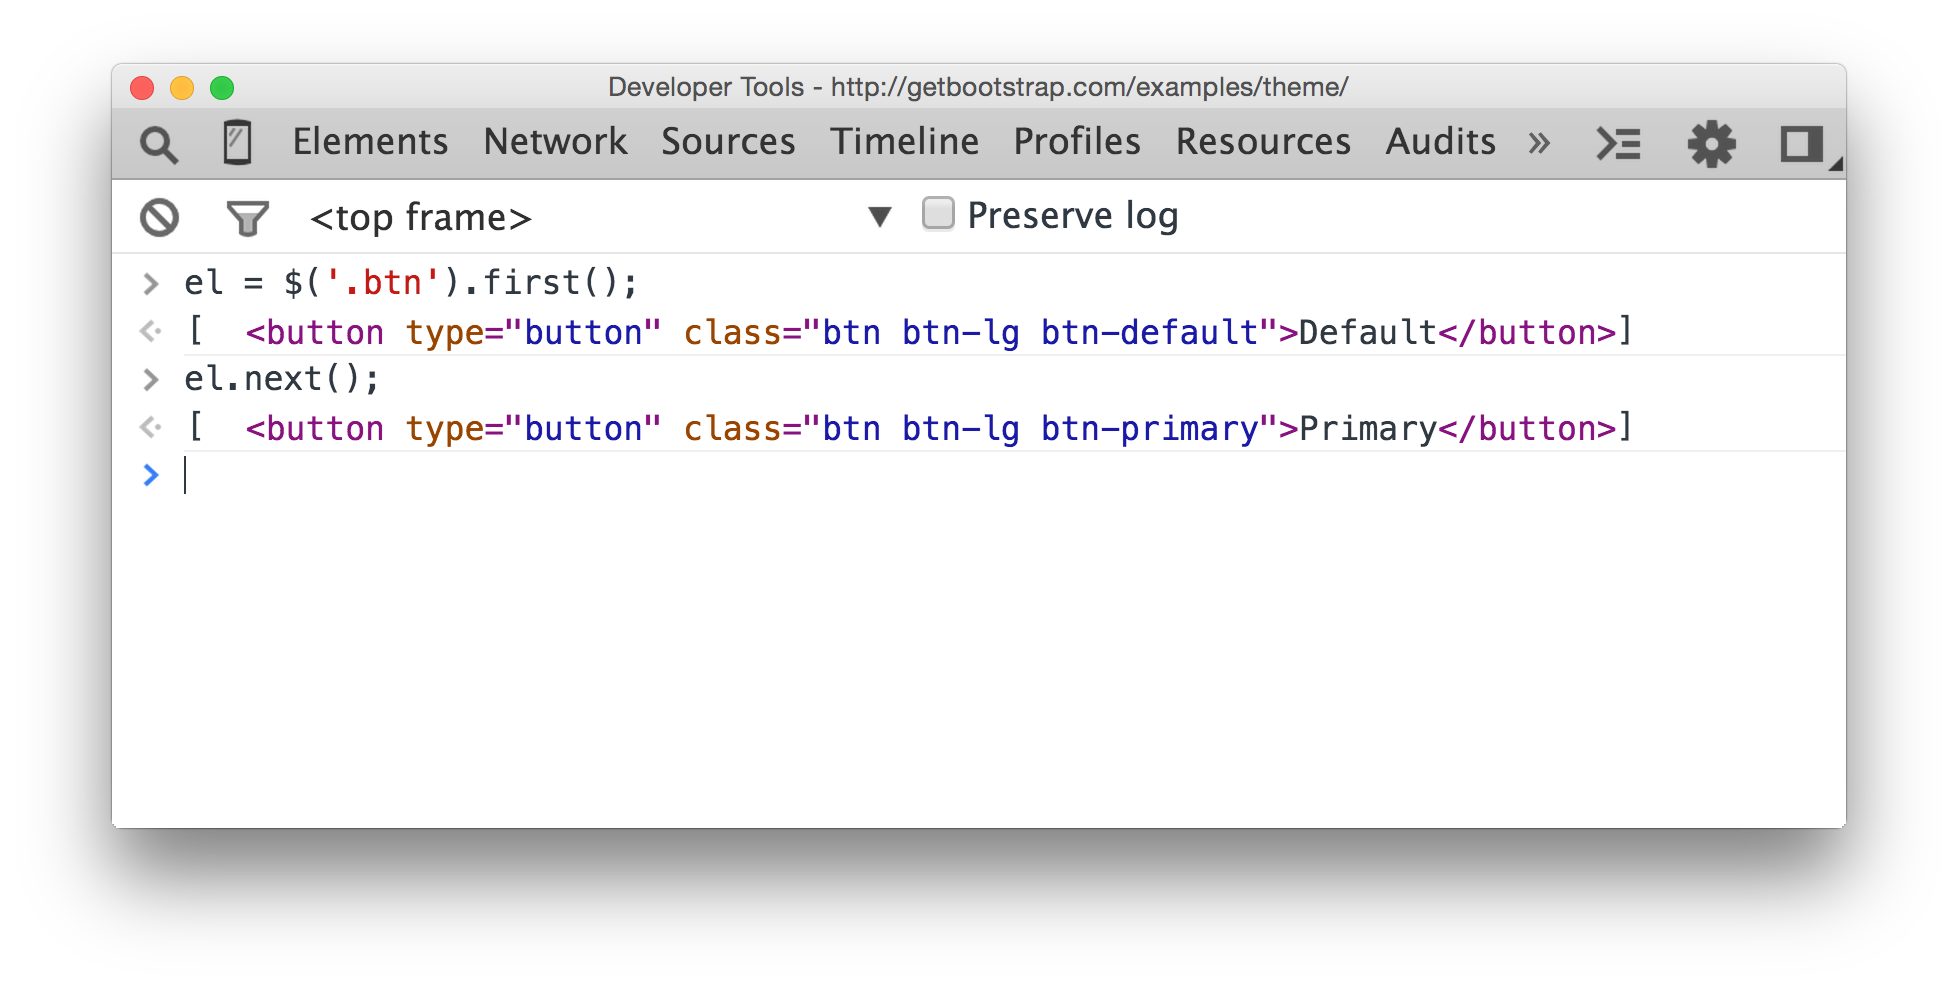 Developer Tools - http://getbootstrap.com/examples/theme/
Elements Network Sources Timeline Profiles Resources Audits »
<top frame> ▼ Preserve log
> el = $('.btn').first();
[ <button type="button" class="btn btn-lg btn-default">Default</button>]
> el.next();
[ <button type="button" class="btn btn-lg btn-primary">Primary</button>]
>